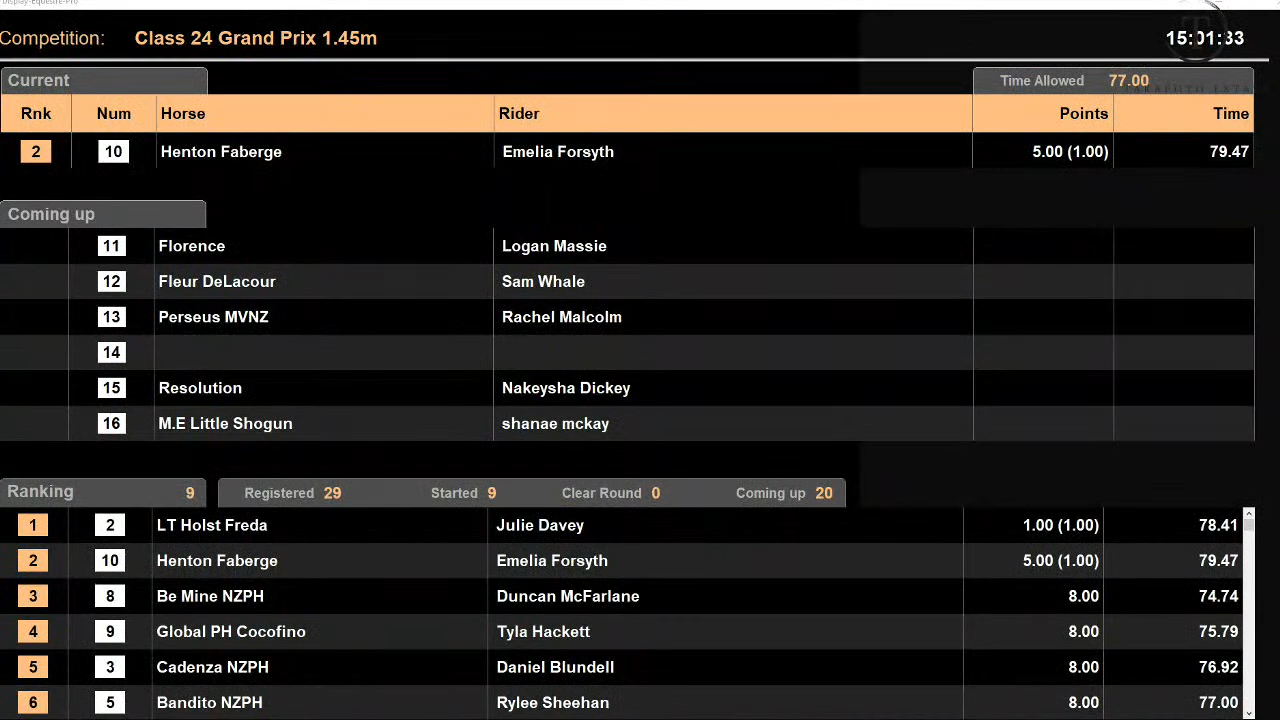 Display-Equestre-Pro
Competition: Class 24 Grand Prix 1.45m 15:01:33
Current Time Allowed 77.00
Rnk Num Horse Rider Points Time
2 10 Henton Faberge Emelia Forsyth 5.00 (1.00) 79.47
Coming up
11 Florence Logan Massie
12 Fleur DeLacour Sam Whale
13 Perseus MVNZ Rachel Malcolm
14
15 Resolution Nakeysha Dickey
16 M.E Little Shogun shanae mckay
Ranking 9 Registered 29 Started 9 Clear Round 0 Coming up 20
1 2 LT Holst Freda Julie Davey 1.00 (1.00) 78.41
2 10 Henton Faberge Emelia Forsyth 5.00 (1.00) 79.47
3 8 Be Mine NZPH Duncan McFarlane 8.00 74.74
4 9 Global PH Cocofino Tyla Hackett 8.00 75.79
5 3 Cadenza NZPH Daniel Blundell 8.00 76.92
6 5 Bandito NZPH Rylee Sheehan 8.00 77.00